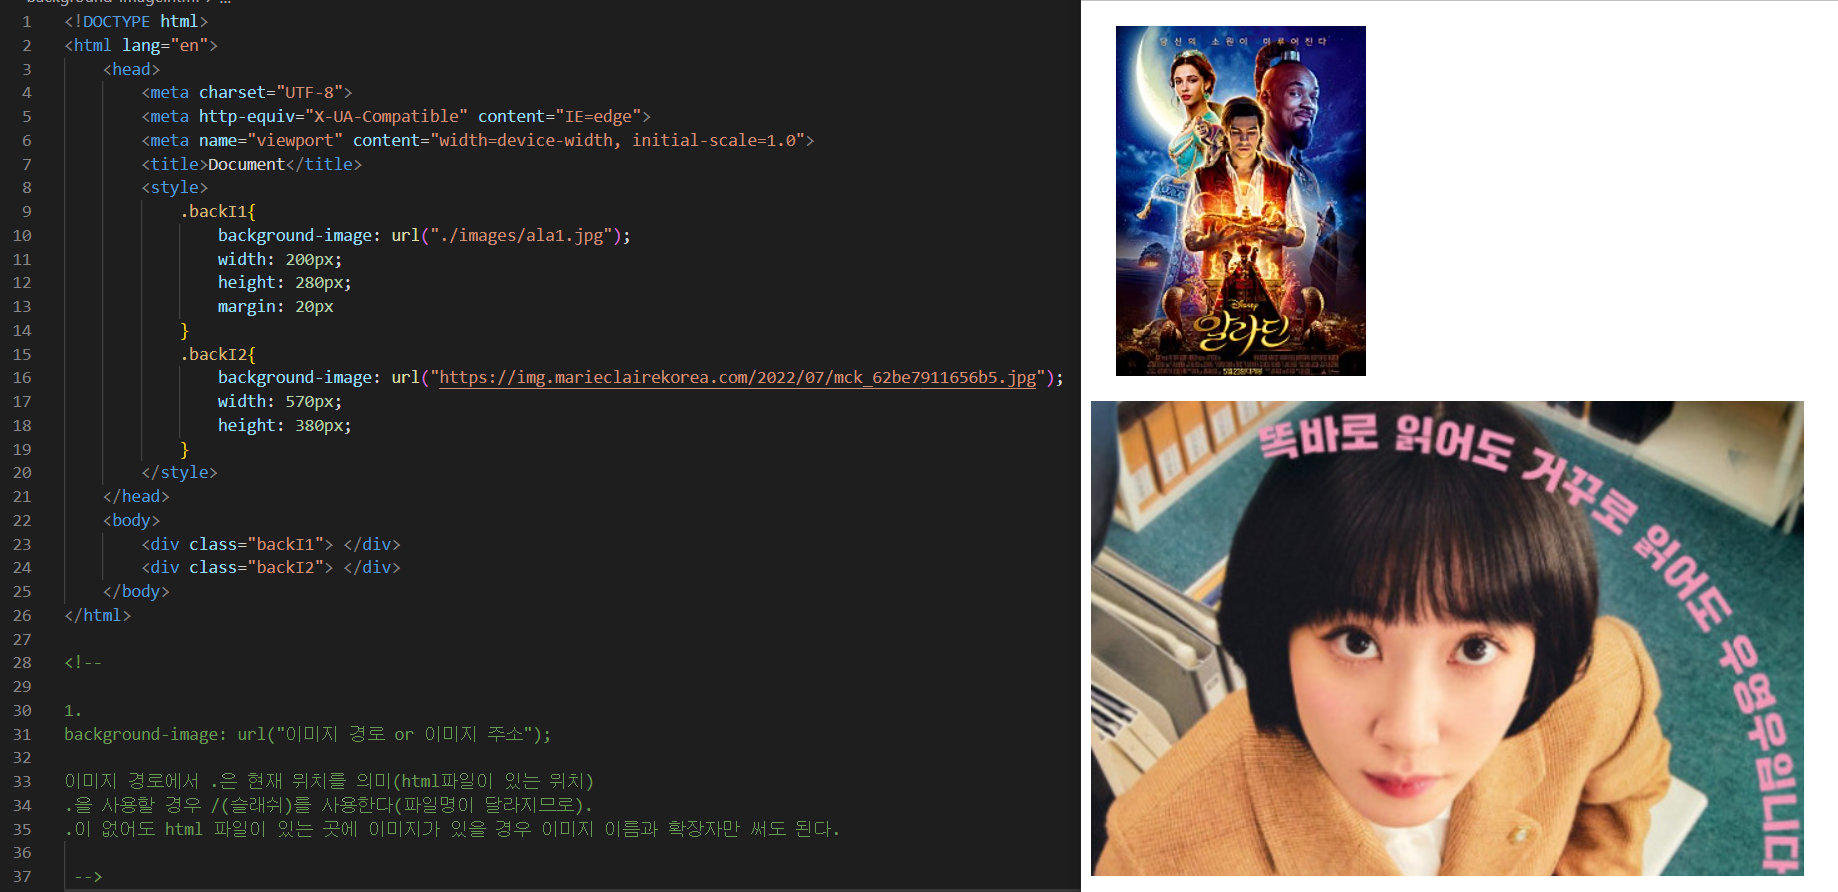 1 <!DOCTYPE html>
2 <html lang="en">
3 <head>
4 <meta charset="UTF-8">
5 <meta http-equiv="X-UA-Compatible" content="IE=edge">
6 <meta name="viewport" content="width=device-width, initial-scale=1.0">
7 <title>Document</title>
8 <style>
9 .backI1{
10 background-image: url("./images/ala1.jpg");
11 width: 200px;
12 height: 280px;
13 margin: 20px
14 }
15 .backI2{
16 background-image: url("https://img.marieclairekorea.com/2022/07/mck_62be7911656b5.jpg");
17 width: 570px;
18 height: 380px;
19 }
20 </style>
21 </head>
22 <body>
23 <div class="backI1"> </div>
24 <div class="backI2"> </div>
25 </body>
26 </html>
27
28 <!--
29
30 1.
31 background-image: url("이미지 경로 or 이미지 주소");
32
33 이미지 경로에서 .은 현재 위치를 의미(html파일이 있는 위치)
34 .을 사용할 경우 /(슬래쉬)를 사용한다(파일명이 달라지므로).
35 .이 없어도 html 파일이 있는 곳에 이미지가 있을 경우 이미지 이름과 확장자만 써도 된다.
36
37 -->
당신의 소원이 이루어진다
Disney
알라딘
똑바로 읽어도 거꾸로 읽어도 우영우입니다